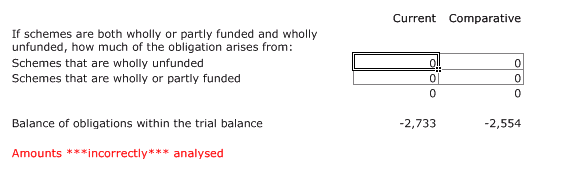 Current Comparative
If schemes are both wholly or partly funded and wholly
unfunded, how much of the obligation arises from:
Schemes that are wholly unfunded 0 0
Schemes that are wholly or partly funded 0 0
0 0
Balance of obligations within the trial balance -2,733 -2,554
Amounts ***incorrectly*** analysed